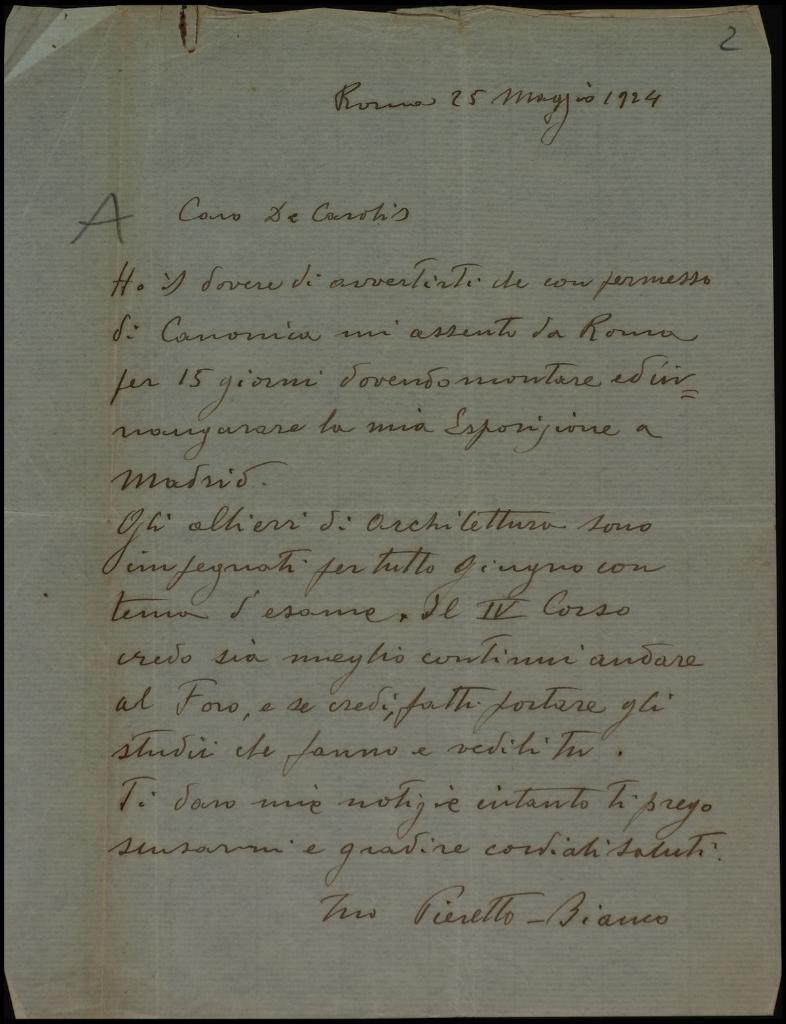 2
Roma 25 Maggio 1924
A
Caro De Carolis
Ho il dovere di avvertirti che con permesso
di Canonica mi assento da Roma
per 15 giorni dovendo montare ed in=
naugurare la mia Esposizione a
Madrid.
Gli allievi di Architettura sono
impegnati per tutto Giugno con
tema d'esame. Il IV Corso
credo sia meglio continui andare
al Foro, e se credi, fatti portare gli
studii che fanno e vedili tu.
Ti darò mie notizie intanto ti prego
scusarmi e gradire cordiali saluti.
Tuo Pieretto-Bianco